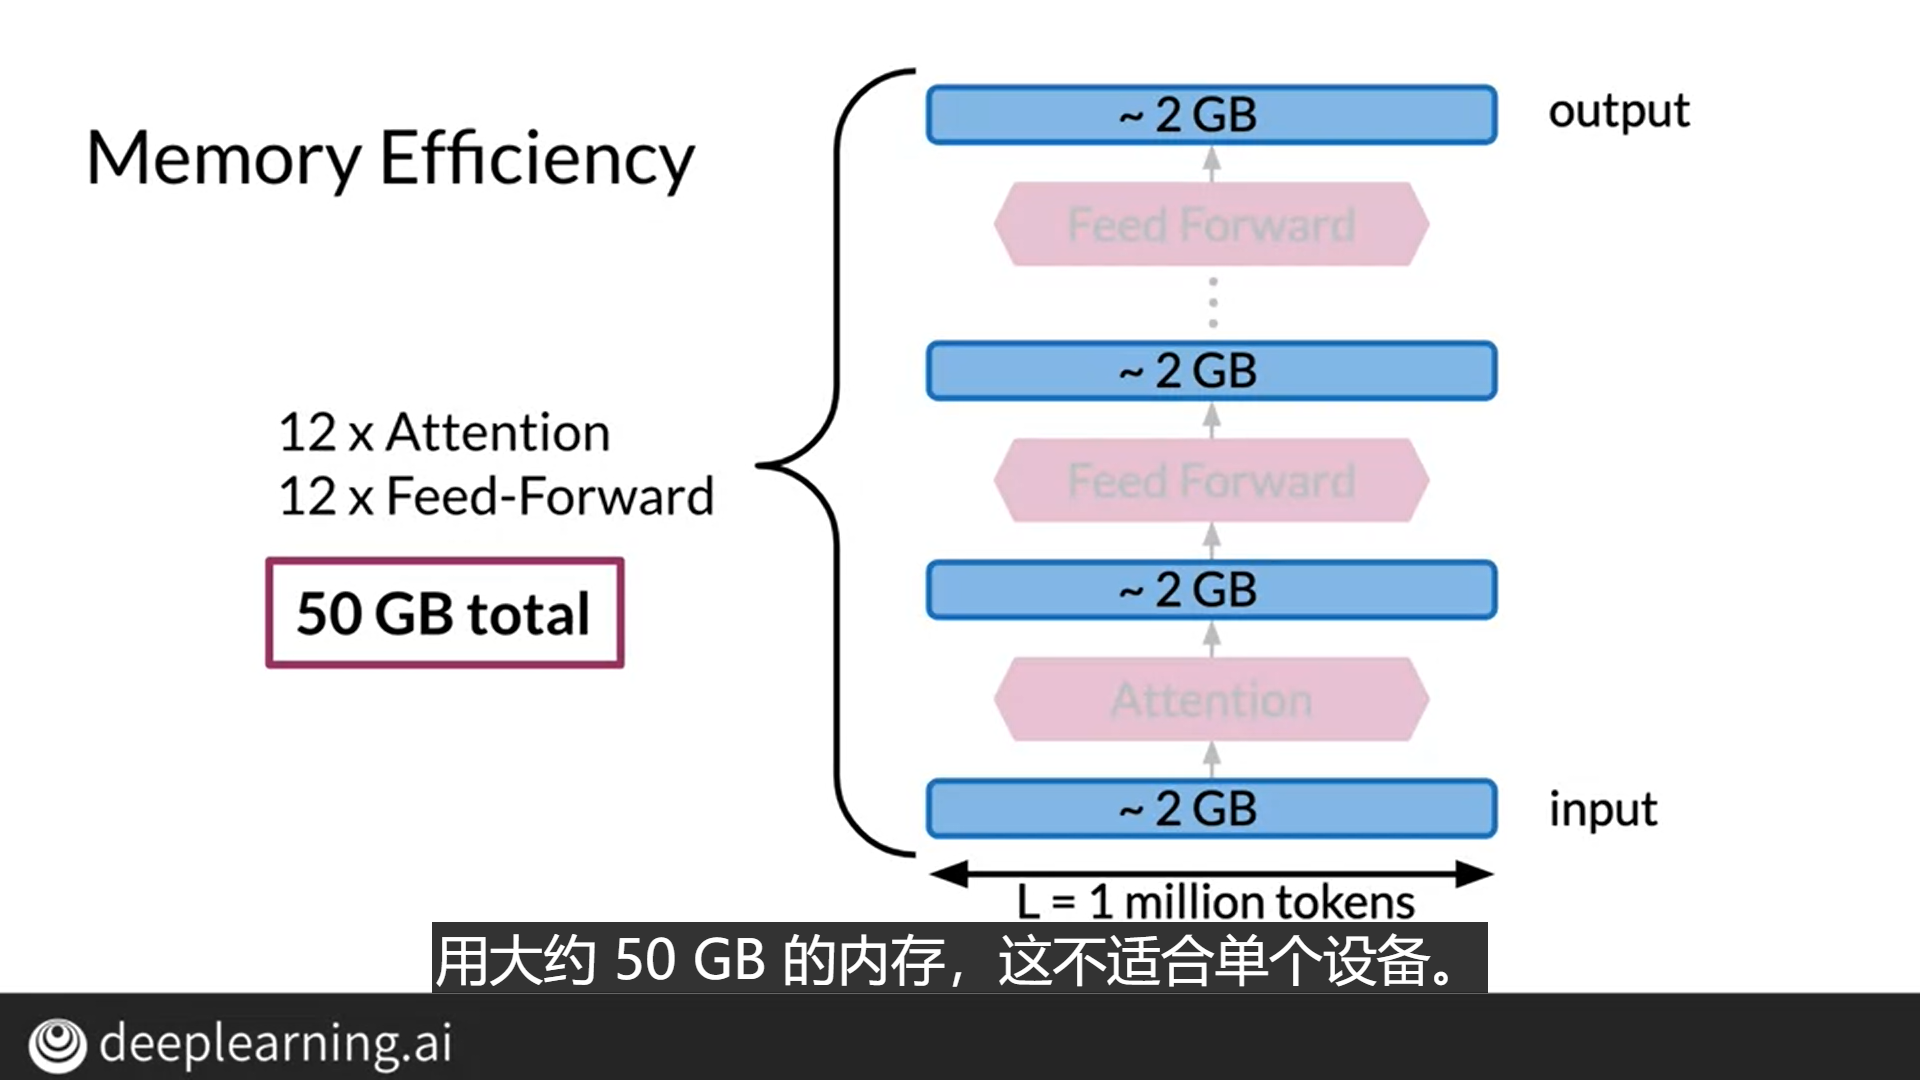 Memory Efficiency
12 x Attention
12 x Feed-Forward
50 GB total
~ 2 GB
output
Feed Forward
~ 2 GB
Feed Forward
~ 2 GB
Attention
~ 2 GB
input
L = 1 million tokens
用大约 50 GB 的内存，这不适合单个设备。
deeplearning.ai